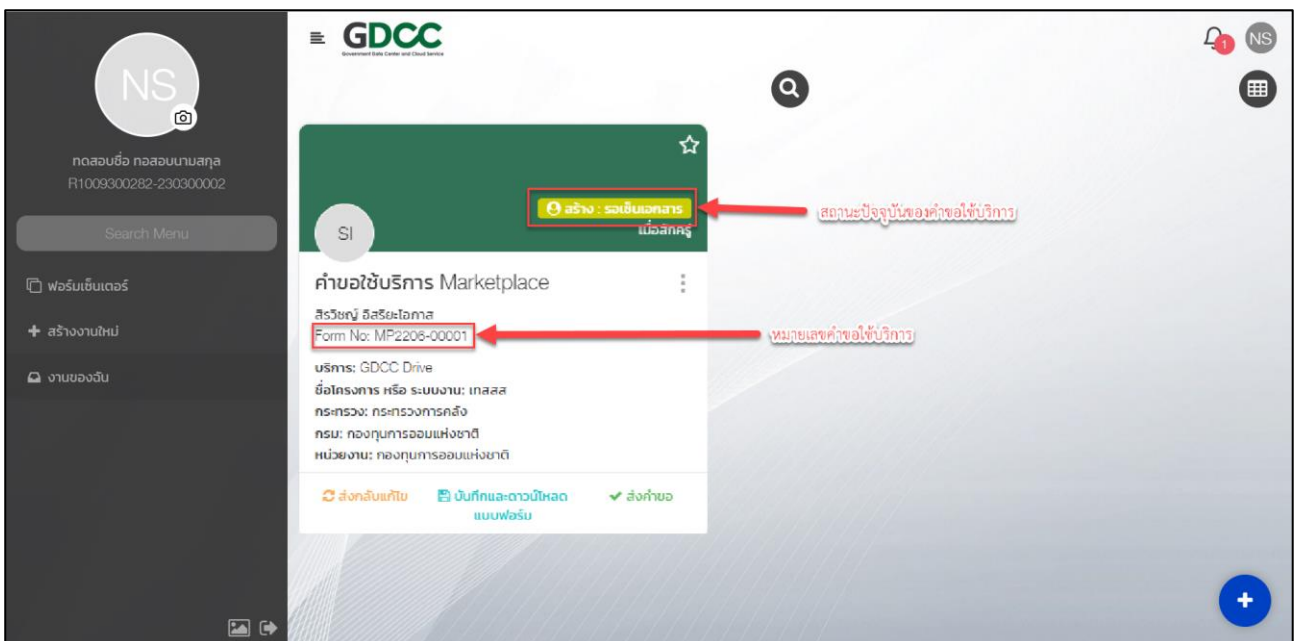 GDCC
Government Data Center and Cloud Service
1
NS
NS
ทดสอบชื่อ ทอสอบนามสกุล
R1009300282-230300002
Search Menu
ฟอร์มเซ็นเตอร์
สร้างงานใหม่
งานของฉัน
สร้าง : รอเซ็นเอกสาร
สถานะปัจจุบันของคำขอใช้บริการ
เมื่อสักครู่
SI
คำขอใช้บริการ Marketplace
สิรวิชญ์ อิสริยะโอภาส
Form No: MP2206-00001
หมายเลขคำขอใช้บริการ
บริการ: GDCC Drive
ชื่อโครงการ หรือ ระบบงาน: เทสสส
กระทรวง: กระทรวงการคลัง
กรม: กองทุนการออมแห่งชาติ
หน่วยงาน: กองทุนการออมแห่งชาติ
ส่งกลับแก้ไข บันทึกและดาวน์โหลด ส่งคำขอ
แบบฟอร์ม